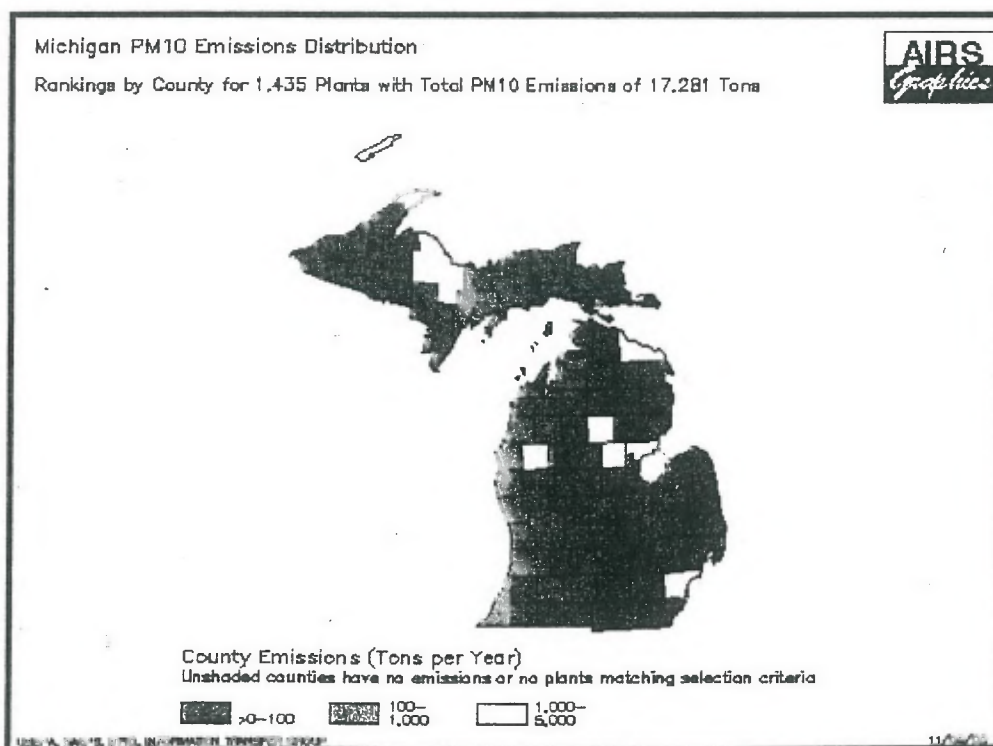 Michigan PM10 Emissions Distribution
Rankings by County for 1,435 Plants with Total PM10 Emissions of 17,281 Tons
AIRS
Graphics
County Emissions (Tons per Year)
Unshaded counties have no emissions or no plants matching selection criteria
>0-100
100-
1,000
1,000-
5,000